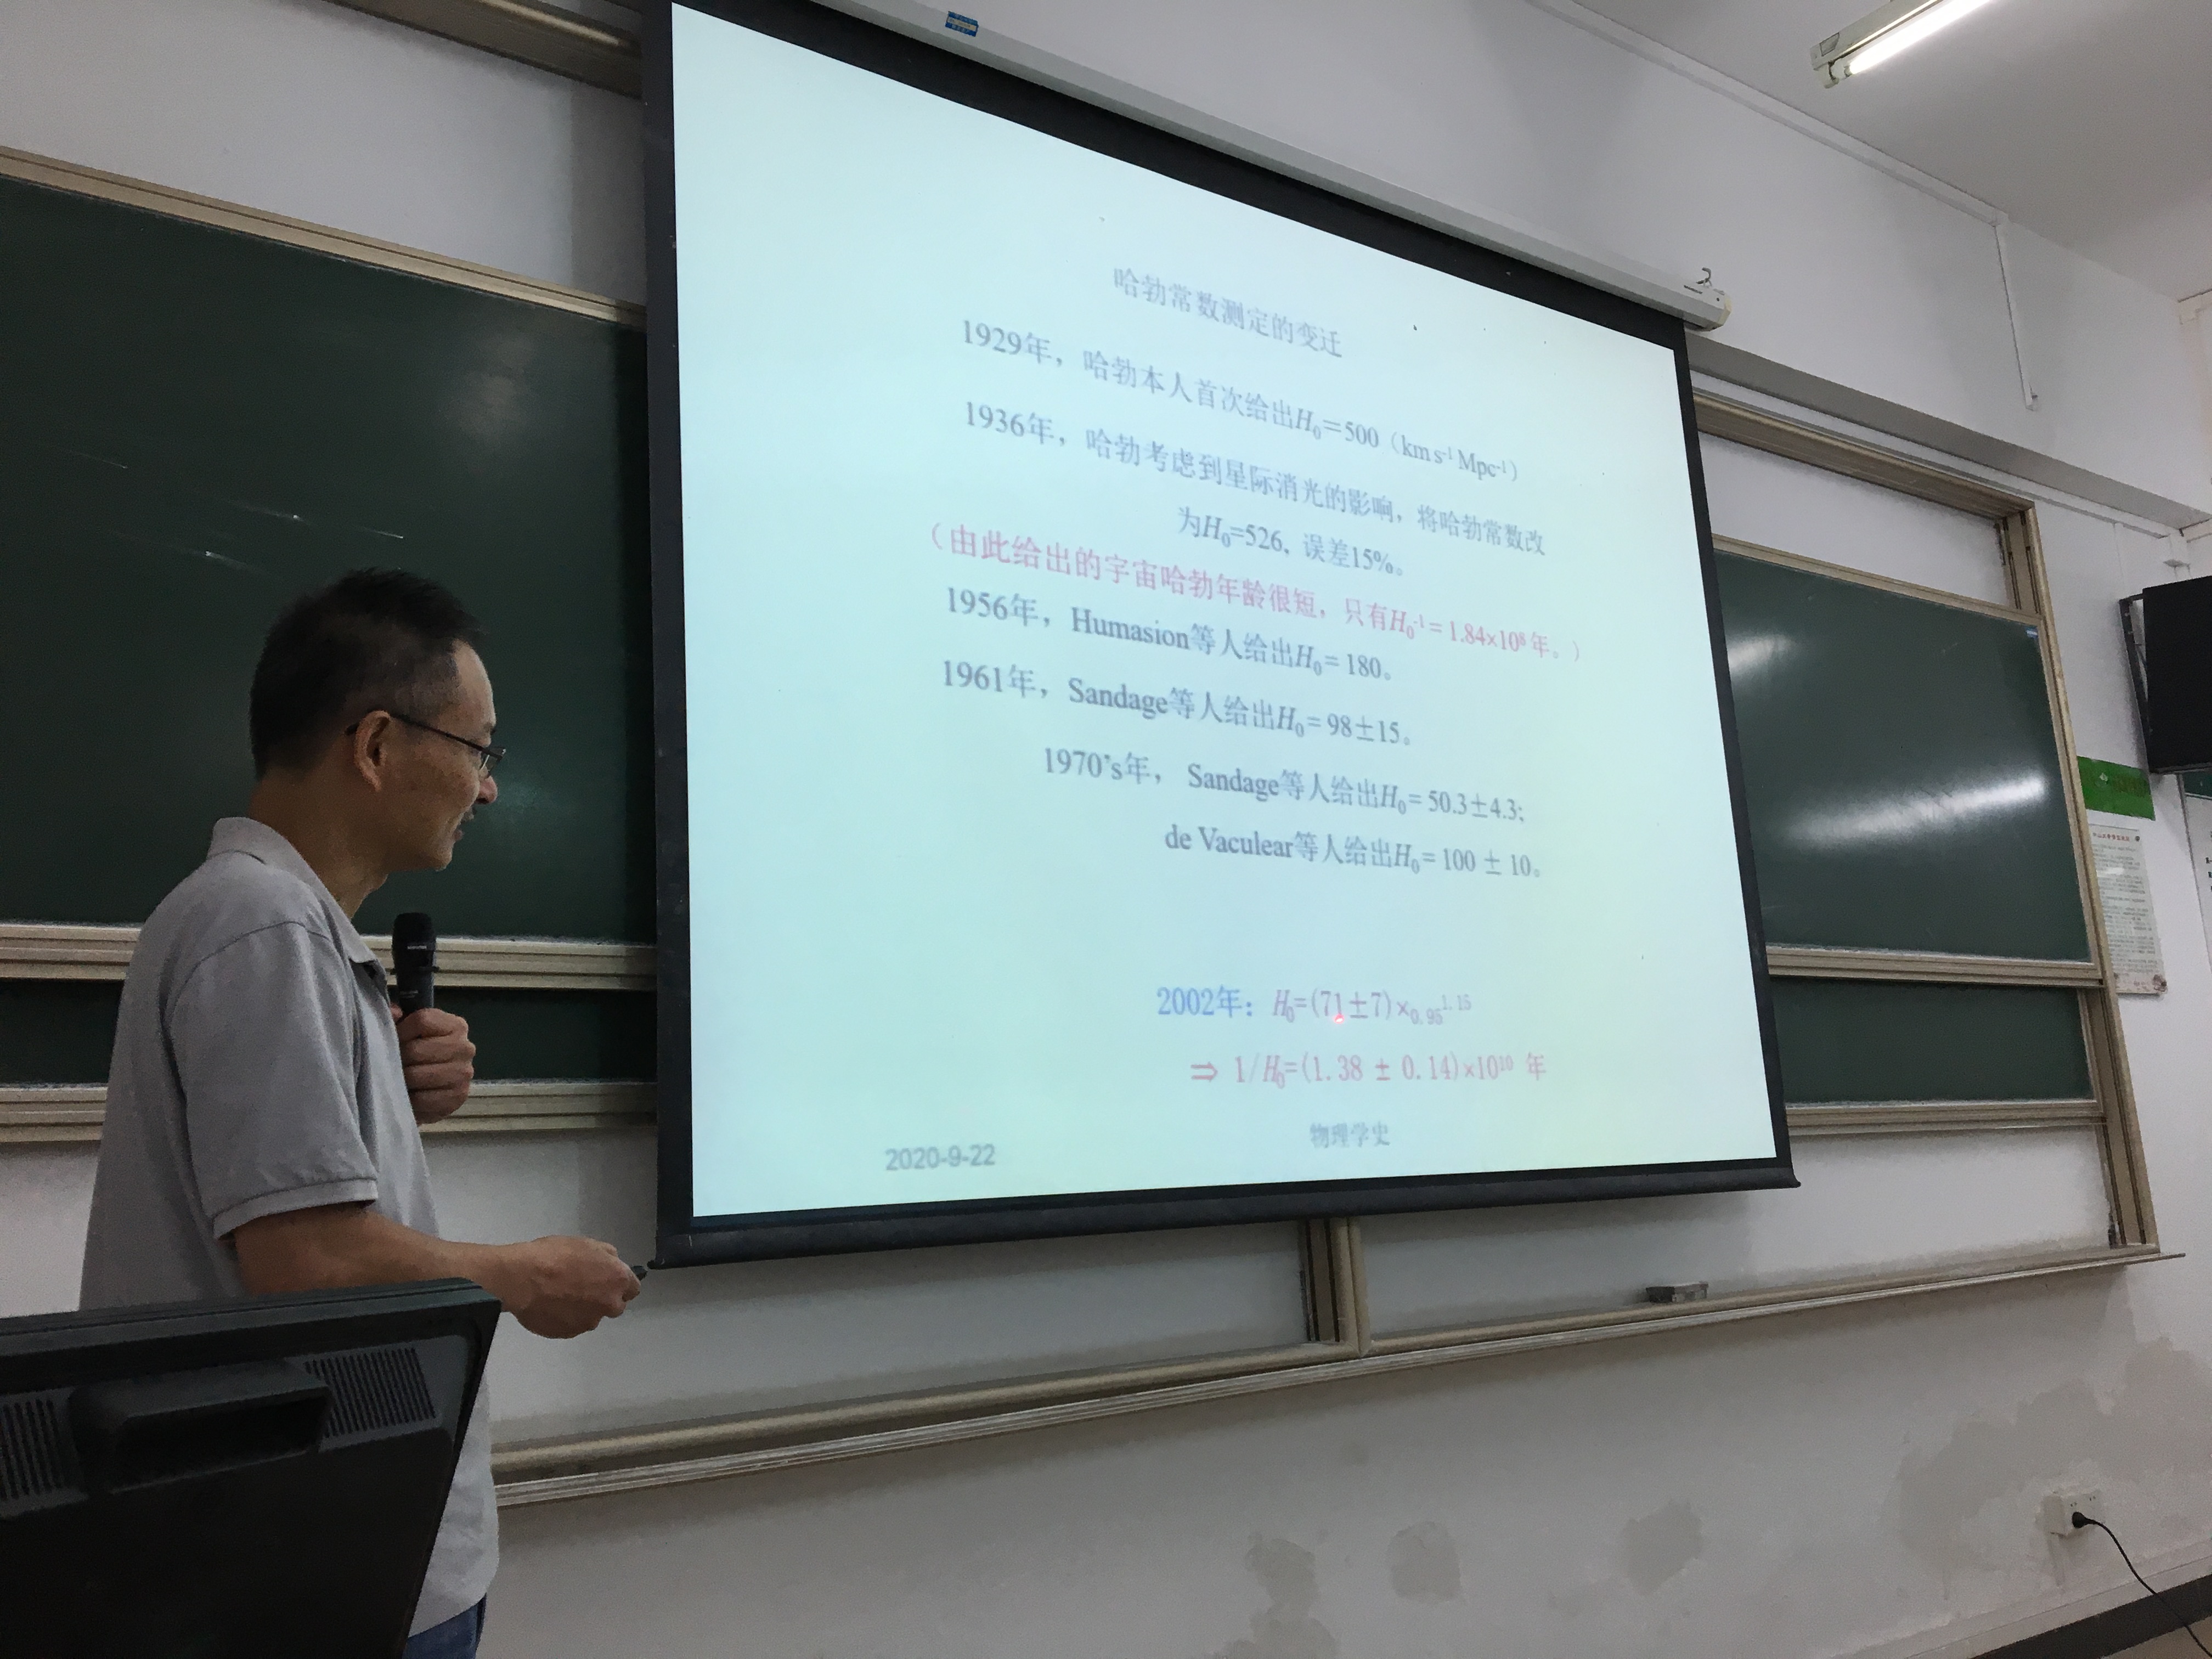 哈勃常数测定的变迁
1929年，哈勃本人首次给出H₀=500（km s⁻¹ Mpc⁻¹）
1936年，哈勃考虑到星际消光的影响，将哈勃常数改
为H₀=526、误差15%。
（由此给出的宇宙哈勃年龄很短，只有H₀⁻¹= 1.84×10⁸ 年。）
1956年，Humasion等人给出H₀= 180。
1961年，Sandage等人给出H₀= 98±15。
1970's年， Sandage等人给出H₀= 50.3±4.3;
de Vaculear等人给出H₀= 100 ± 10。
2002年：H₀=(71±7)×₀.₉₅¹·¹⁵
⇒ 1/H₀=(1.38 ± 0.14)×10¹⁰ 年
2020-9-22
物理学史